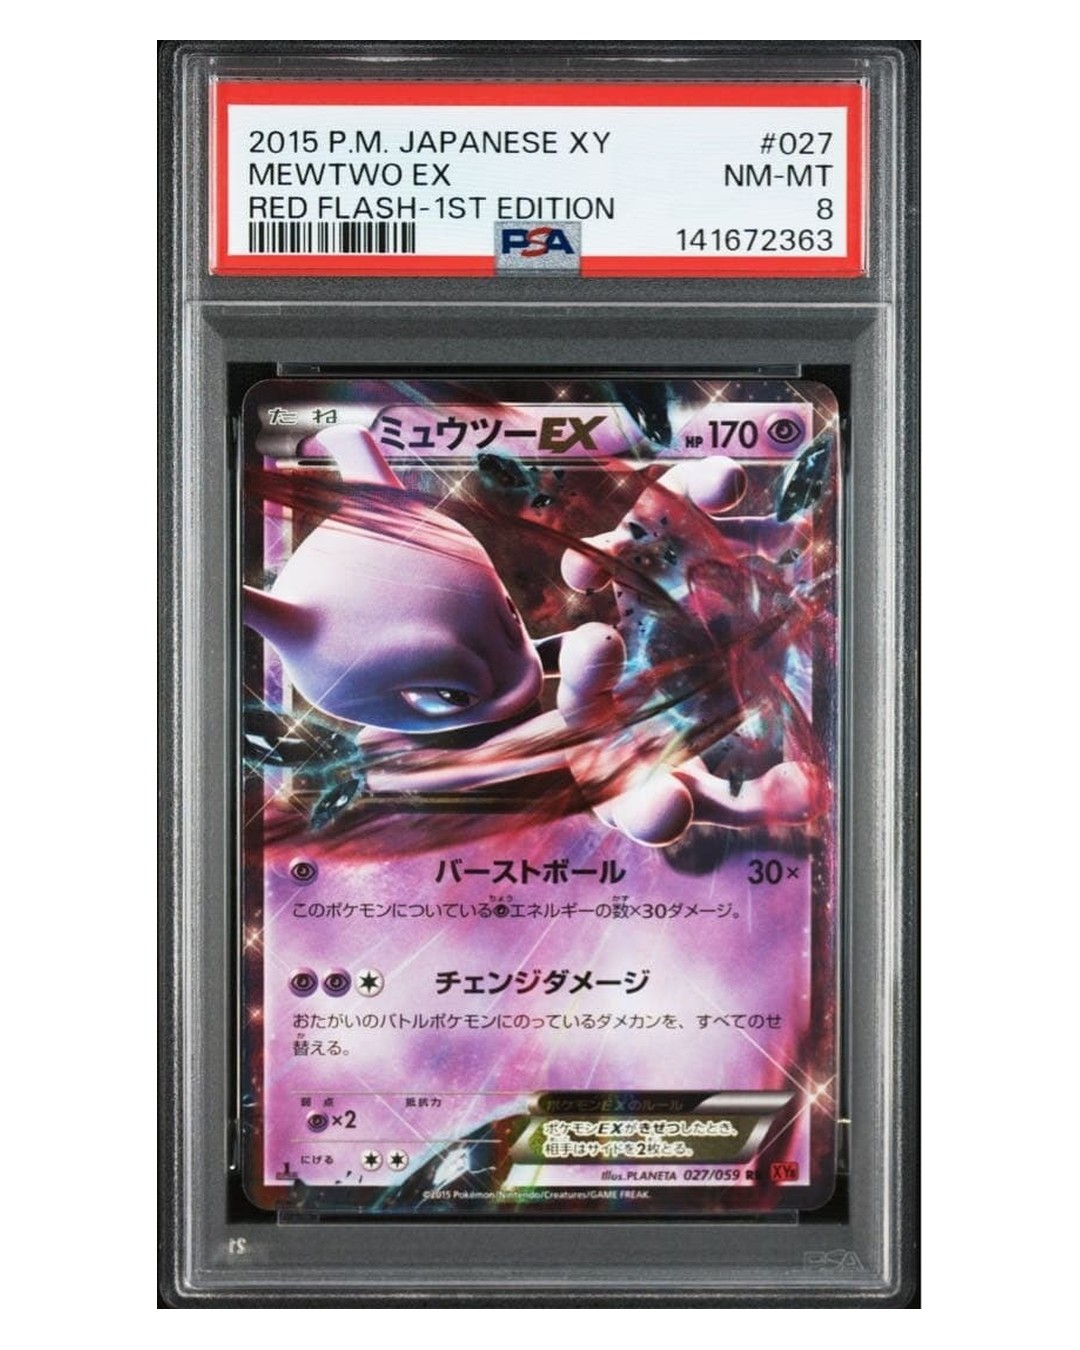 2015 P.M. JAPANESE XY #027
MEWTWO EX NM-MT
RED FLASH-1ST EDITION 8
PSA 141672363
たね ミュウツーEX HP 170
バーストボール 30×
このポケモンについている超エネルギーの数×30ダメージ。
チェンジダメージ
おたがいのバトルポケモンにのっているダメカンを、すべてのせ
替える。
弱点 抵抗力
×2
ポケモンEXのルール
ポケモンEXがきぜつしたとき、
相手はサイドを2枚とる。
にげる
Illus.PLANETA 027/059 RR XY8
©2015 Pokémon/Nintendo/Creatures/GAME FREAK.
PSA